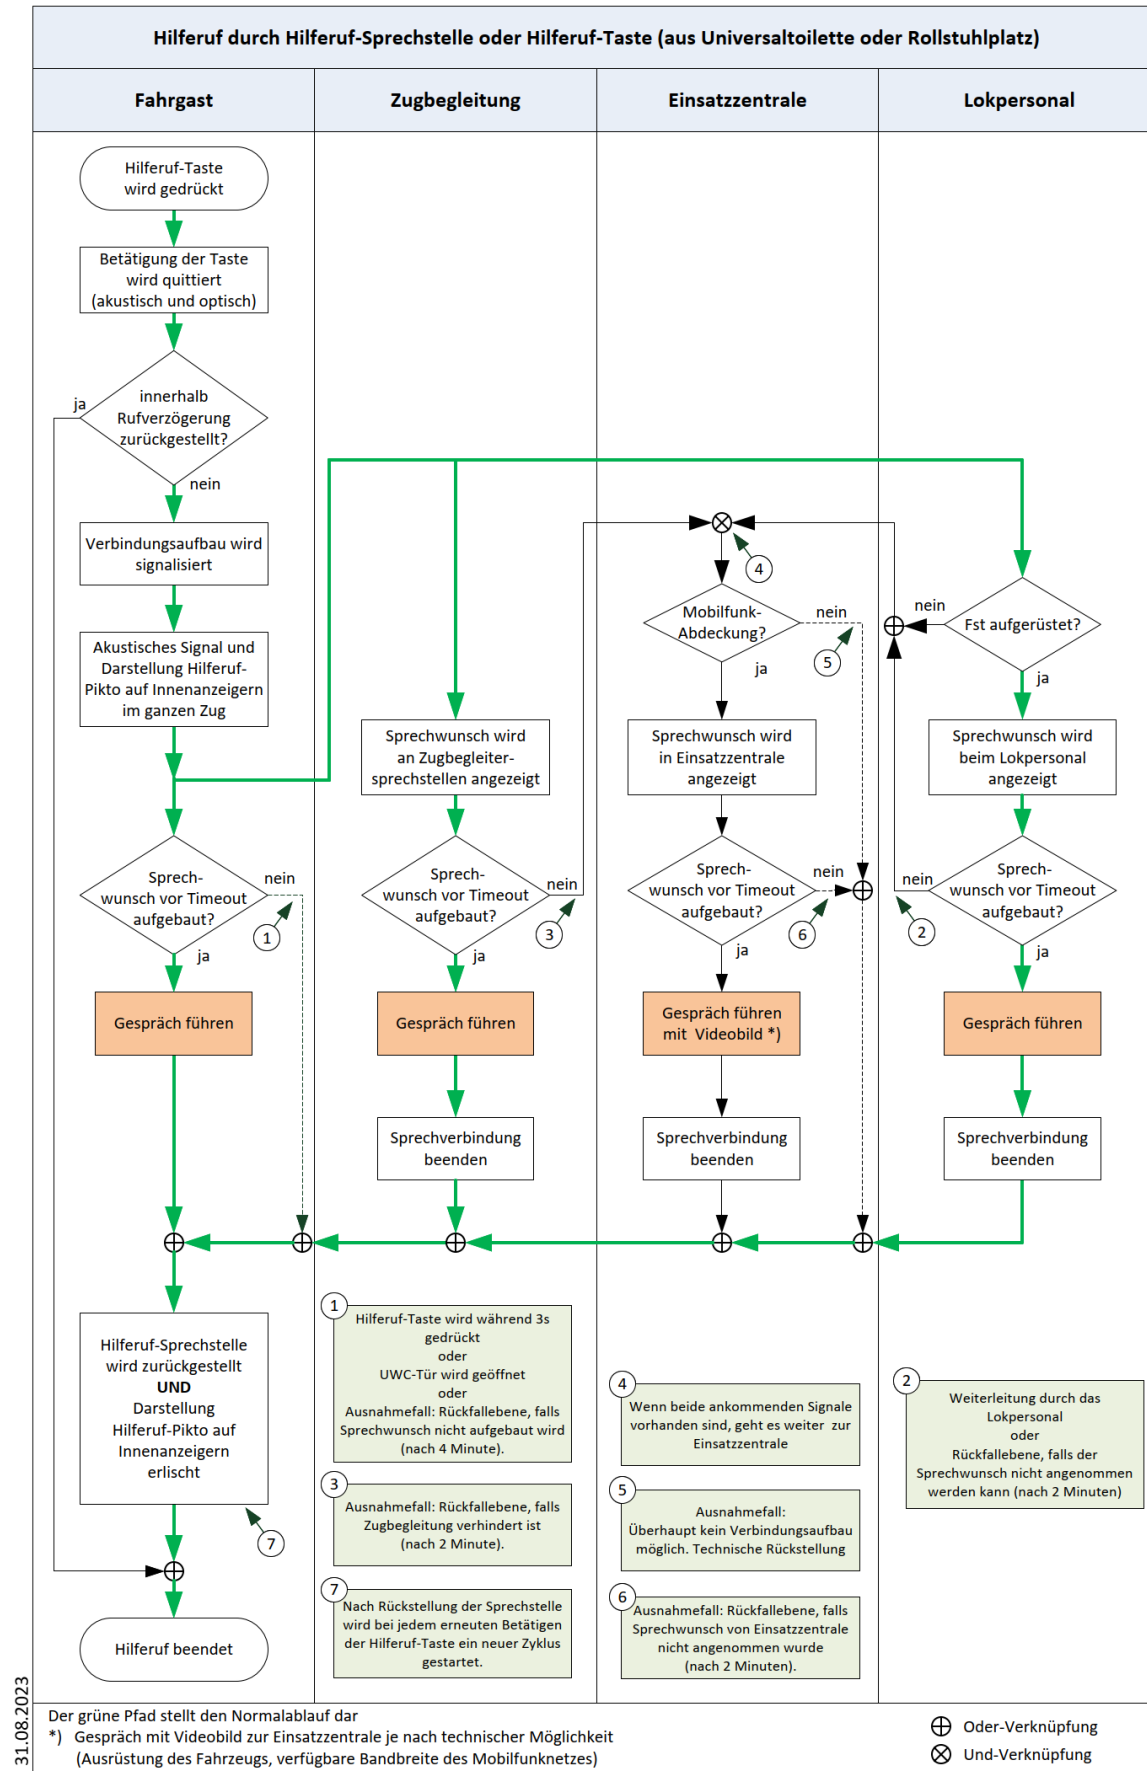 Hilferuf durch Hilferuf-Sprechstelle oder Hilferuf-Taste (aus Universaltoilette oder Rollstuhlplatz)
Fahrgast
Zugbegleitung
Einsatzzentrale
Lokpersonal
Hilferuf-Taste
wird gedrückt
Betätigung der Taste
wird quittiert
(akustisch und optisch)
ja
innerhalb
Rufverzögerung
zurückgestellt?
nein
Verbindungsaufbau wird
signalisiert
Akustisches Signal und
Darstellung Hilferuf-
Pikto auf Innenanzeigern
im ganzen Zug
Sprech-
wunsch vor Timeout
aufgebaut?
nein
1
ja
Gespräch führen
Hilferuf-Sprechstelle
wird zurückgestellt
UND
Darstellung
Hilferuf-Pikto auf
Innenanzeigern
erlischt
7
Hilferuf beendet
Sprechwunsch wird
an Zugbegleiter-
sprechstellen angezeigt
Sprech-
wunsch vor Timeout
aufgebaut?
nein
3
ja
Gespräch führen
Sprechverbindung
beenden
4
Mobilfunk-
Abdeckung?
nein
5
ja
Sprechwunsch wird
in Einsatzzentrale
angezeigt
Sprech-
wunsch vor Timeout
aufgebaut?
nein
6
ja
Gespräch führen
mit Videobild *)
Sprechverbindung
beenden
nein
Fst aufgerüstet?
ja
Sprechwunsch wird
beim Lokpersonal
angezeigt
nein
Sprech-
wunsch vor Timeout
aufgebaut?
2
ja
Gespräch führen
Sprechverbindung
beenden
1
Hilferuf-Taste wird während 3s
gedrückt
oder
UWC-Tür wird geöffnet
oder
Ausnahmefall: Rückfallebene, falls
Sprechwunsch nicht aufgebaut wird
(nach 4 Minute).
3
Ausnahmefall: Rückfallebene, falls
Zugbegleitung verhindert ist
(nach 2 Minute).
7
Nach Rückstellung der Sprechstelle
wird bei jedem erneuten Betätigen
der Hilferuf-Taste ein neuer Zyklus
gestartet.
4
Wenn beide ankommenden Signale
vorhanden sind, geht es weiter zur
Einsatzzentrale
5
Ausnahmefall:
Überhaupt kein Verbindungsaufbau
möglich. Technische Rückstellung
6
Ausnahmefall: Rückfallebene, falls
Sprechwunsch von Einsatzzentrale
nicht angenommen wurde
(nach 2 Minuten).
2
Weiterleitung durch das
Lokpersonal
oder
Rückfallebene, falls der
Sprechwunsch nicht angenommen
werden kann (nach 2 Minuten)
31.08.2023
Der grüne Pfad stellt den Normalablauf dar
*) Gespräch mit Videobild zur Einsatzzentrale je nach technischer Möglichkeit
(Ausrüstung des Fahrzeugs, verfügbare Bandbreite des Mobilfunknetzes)
Oder-Verknüpfung
Und-Verknüpfung